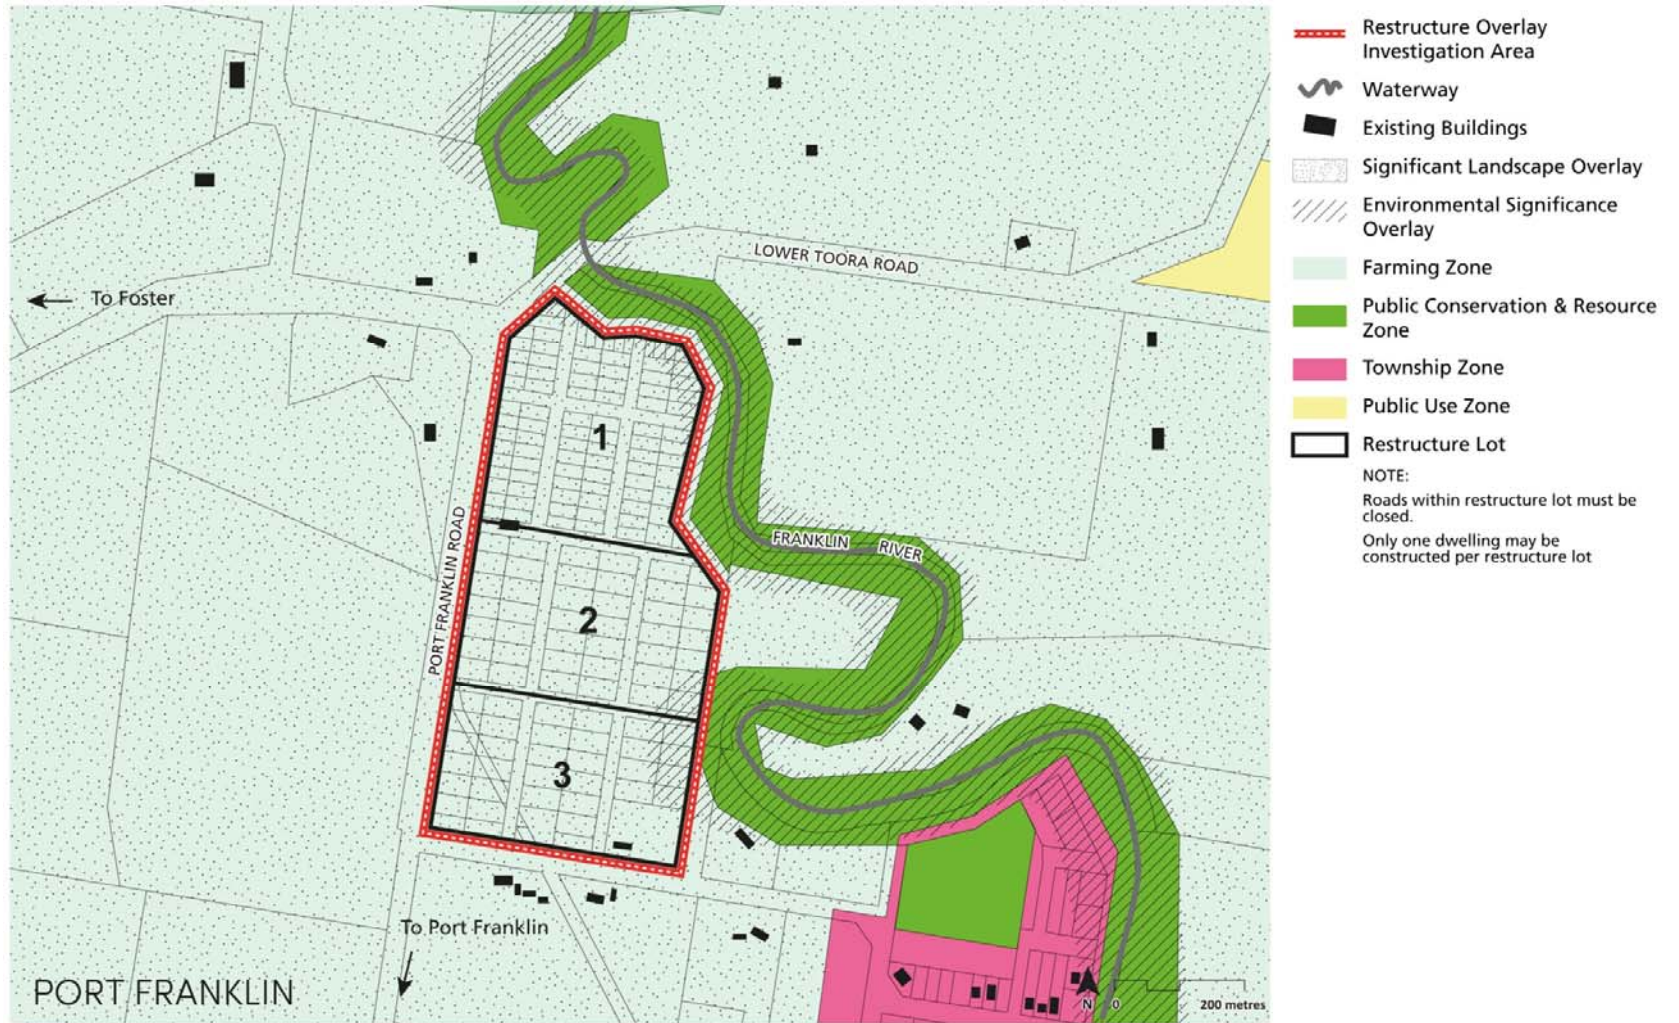 LOWER TOORA ROAD
To Foster
1
PORT FRANKLIN ROAD
FRANKLIN RIVER
2
3
To Port Franklin
PORT FRANKLIN
N 0 200 metres
Restructure Overlay
Investigation Area
Waterway
Existing Buildings
Significant Landscape Overlay
Environmental Significance
Overlay
Farming Zone
Public Conservation & Resource
Zone
Township Zone
Public Use Zone
Restructure Lot
NOTE:
Roads within restructure lot must be
closed.
Only one dwelling may be
constructed per restructure lot